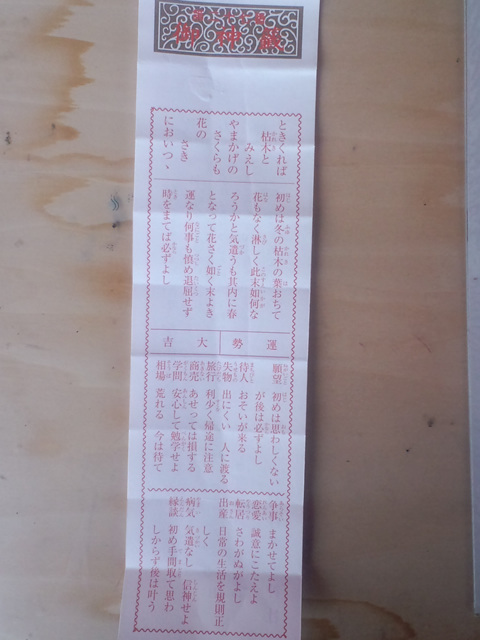 御神籤
ときくれば
枯木と
みえし
やまかげの
さくらも
花の
さき
において丶
初めは冬の枯木の葉おちて
花もなく淋しく此末如何な
ろうかと気遣うも其内に春
となって花さく如く末よき
運なり何事も慎め退屈せず
時をまてば必ずよし
運勢 大吉
願望 初めは思わしくない
が後は必ずよし
待人 おそいが来る
失物 出にくい 人に渡る
旅行 利少く帰途に注意
商売 あせっては損する
学問 安心して勉学せよ
相場 荒れる 今は待て
争事 まかせてよし
恋愛 誠意にこたえよ
転居 さわがぬがよし
出産 日常の生活を規則正
しく
病気 気遣なし 信神せよ
縁談 初め手間取て思わ
しからず後は叶う